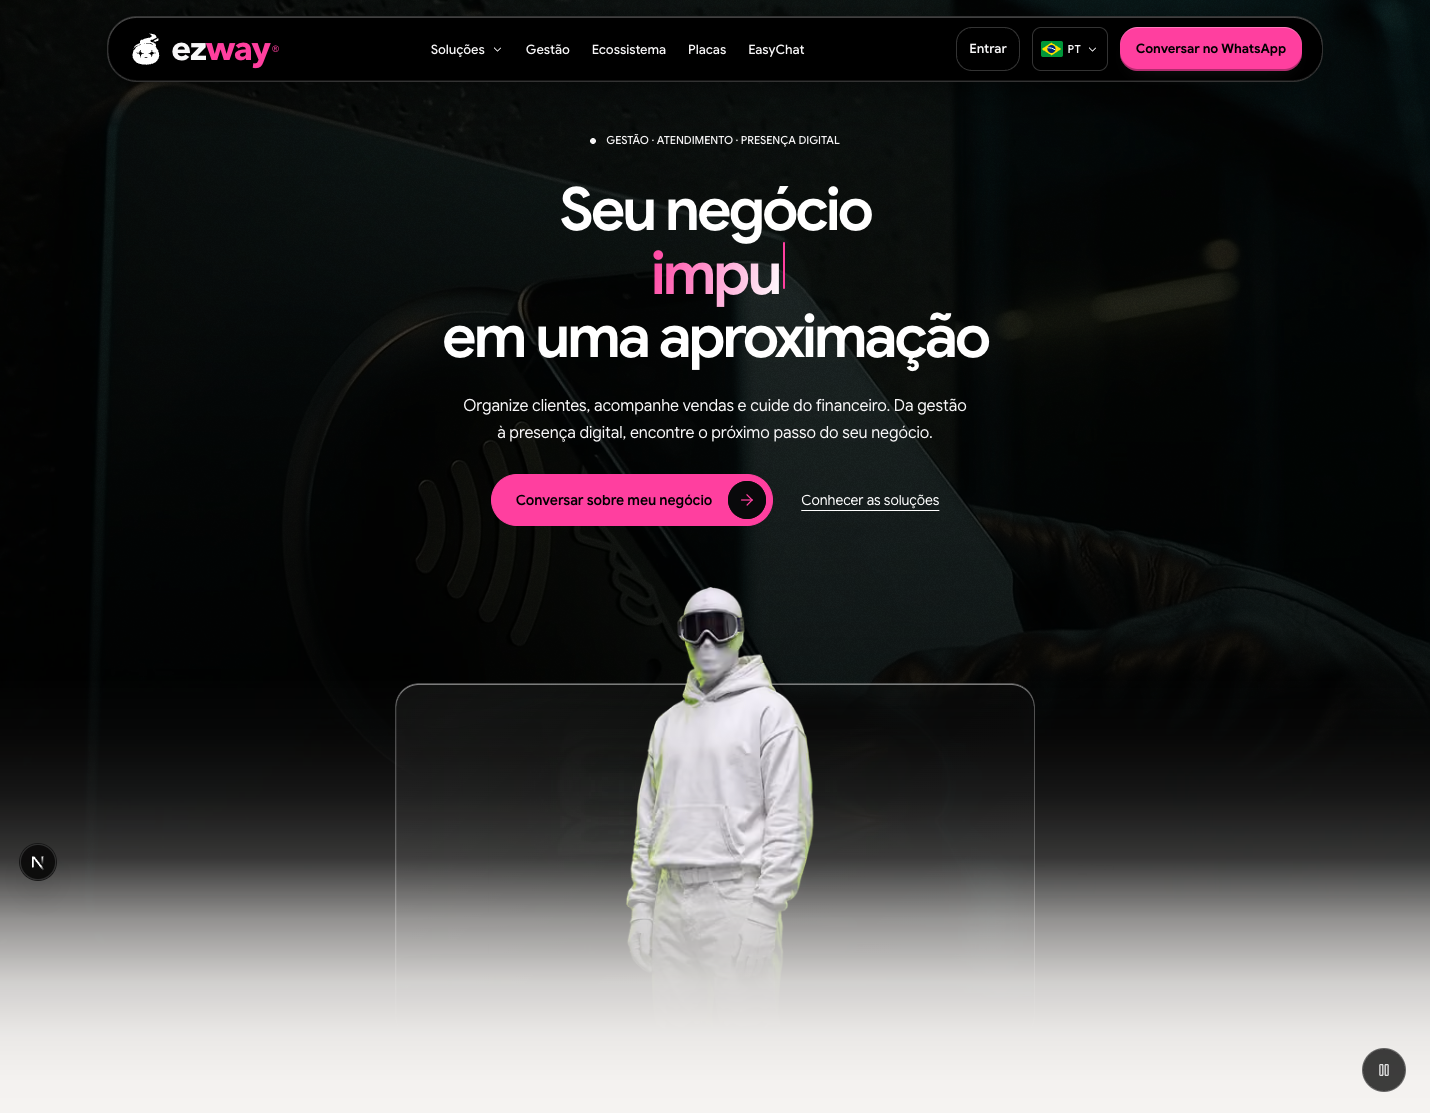 ezway®
Soluções
Gestão
Ecossistema
Placas
EasyChat
Entrar
PT
Conversar no WhatsApp
GESTÃO · ATENDIMENTO · PRESENÇA DIGITAL
Seu negócio
impu
em uma aproximação
Organize clientes, acompanhe vendas e cuide do financeiro. Da gestão
à presença digital, encontre o próximo passo do seu negócio.
Conversar sobre meu negócio
Conhecer as soluções
N